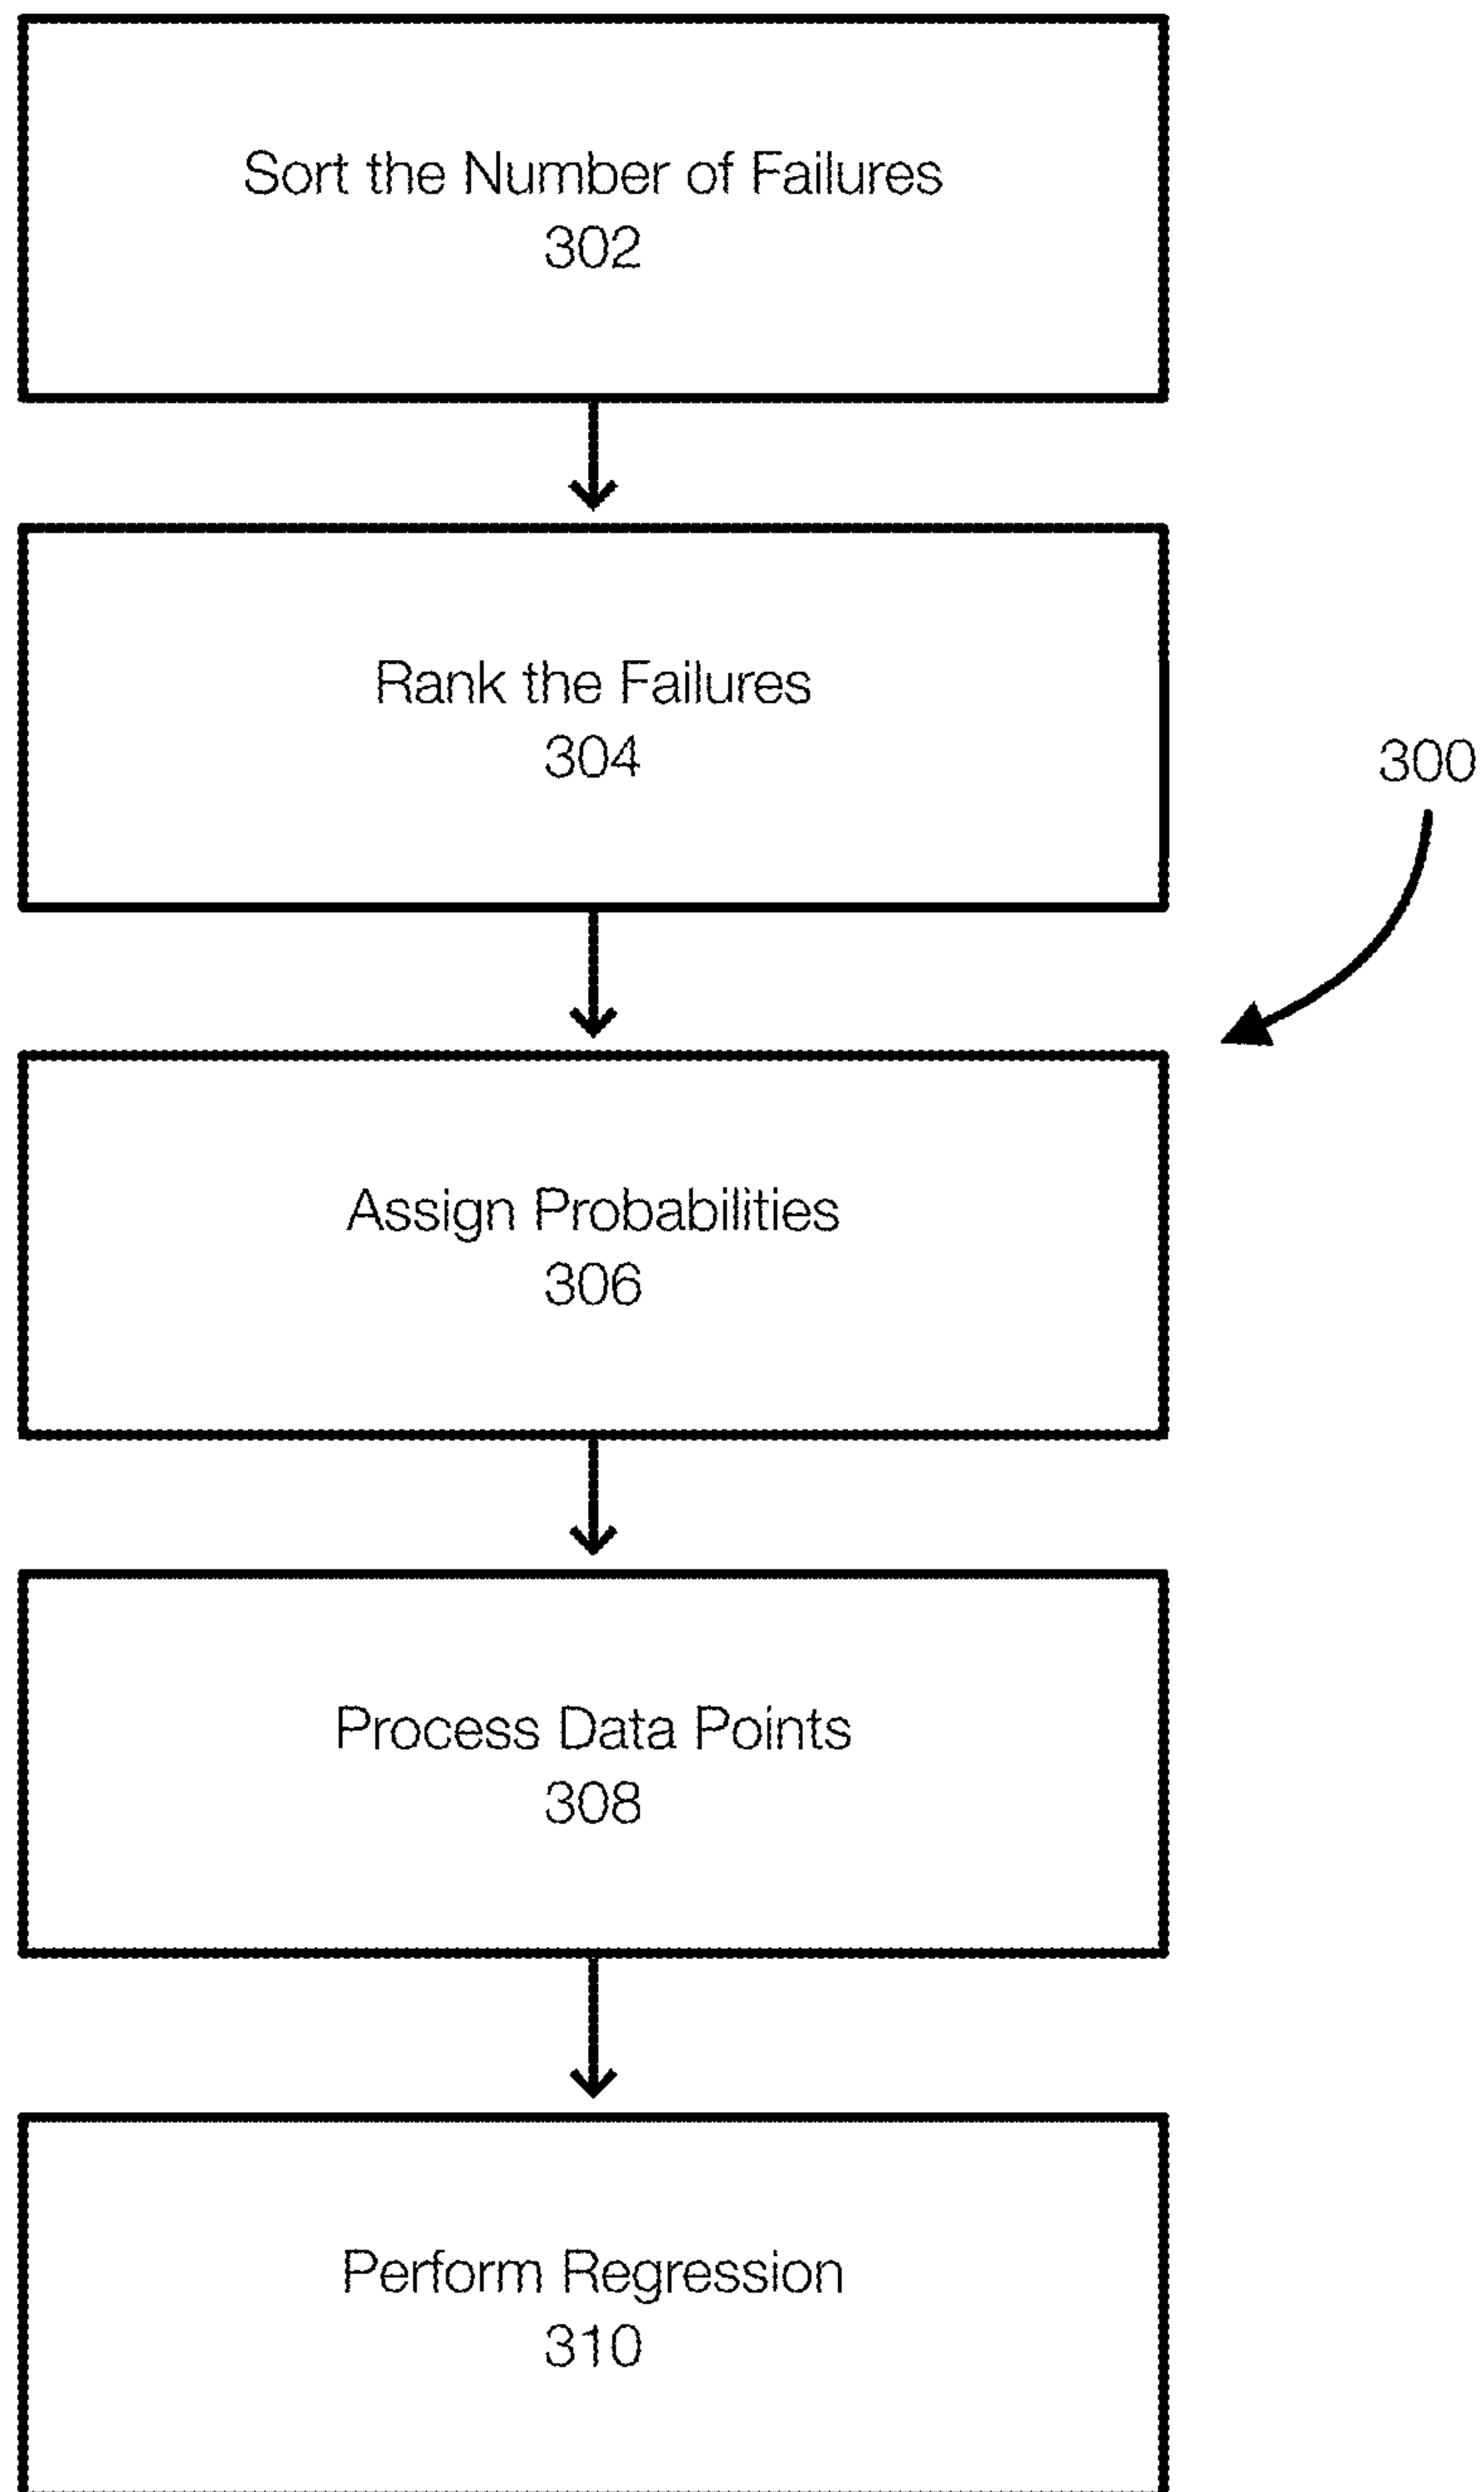 Sort the Number of Failures
302
Rank the Failures
304
300
Assign Probabilities
306
Process Data Points
308
Perform Regression
310